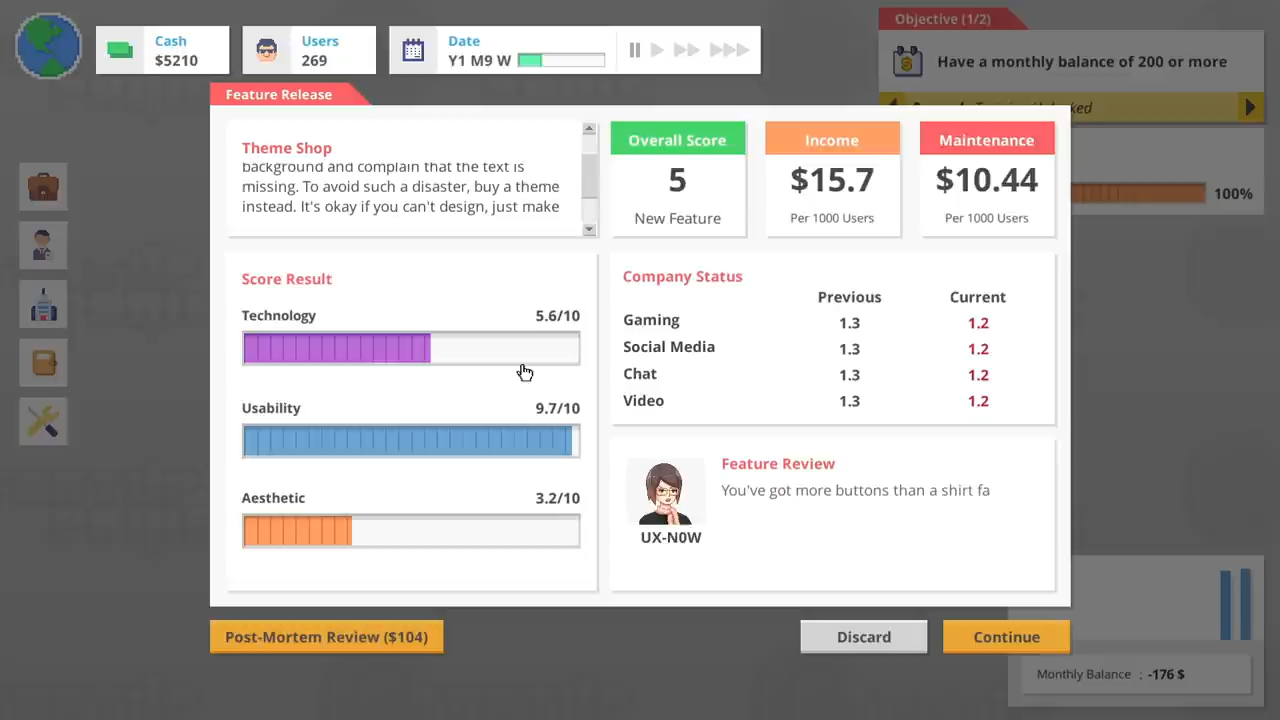 Cash
$5210
Users
269
Date
Y1 M9 W
Objective (1/2)
Have a monthly balance of 200 or more
100%
Feature Release
Theme Shop
background and complain that the text is
missing. To avoid such a disaster, buy a theme
instead. It's okay if you can't design, just make
Overall Score
5
New Feature
Income
$15.7
Per 1000 Users
Maintenance
$10.44
Per 1000 Users
Score Result
Technology 5.6/10
Usability 9.7/10
Aesthetic 3.2/10
Company Status
Previous Current
Gaming 1.3 1.2
Social Media 1.3 1.2
Chat 1.3 1.2
Video 1.3 1.2
Feature Review
You've got more buttons than a shirt fa
UX-N0W
Post-Mortem Review ($104)
Discard
Continue
Monthly Balance : -176 $